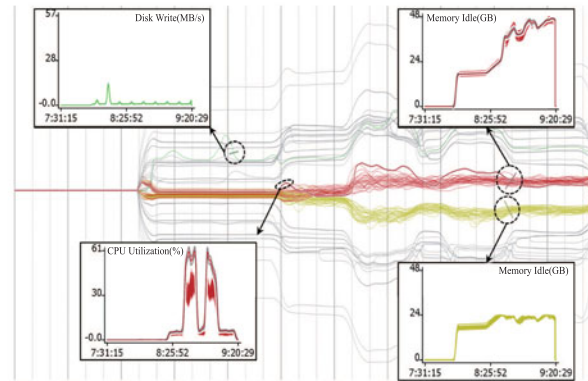 Disk Write(MB/s)
57
28
-0.0
7:31:15 8:25:52 9:20:29
Memory Idle(GB)
48
24
0
7:31:15 8:25:52 9:20:29
CPU Utilization(%)
61
30
-0.0
7:31:15 8:25:52 9:20:29
Memory Idle(GB)
48
24
0
7:31:15 8:25:52 9:20:29